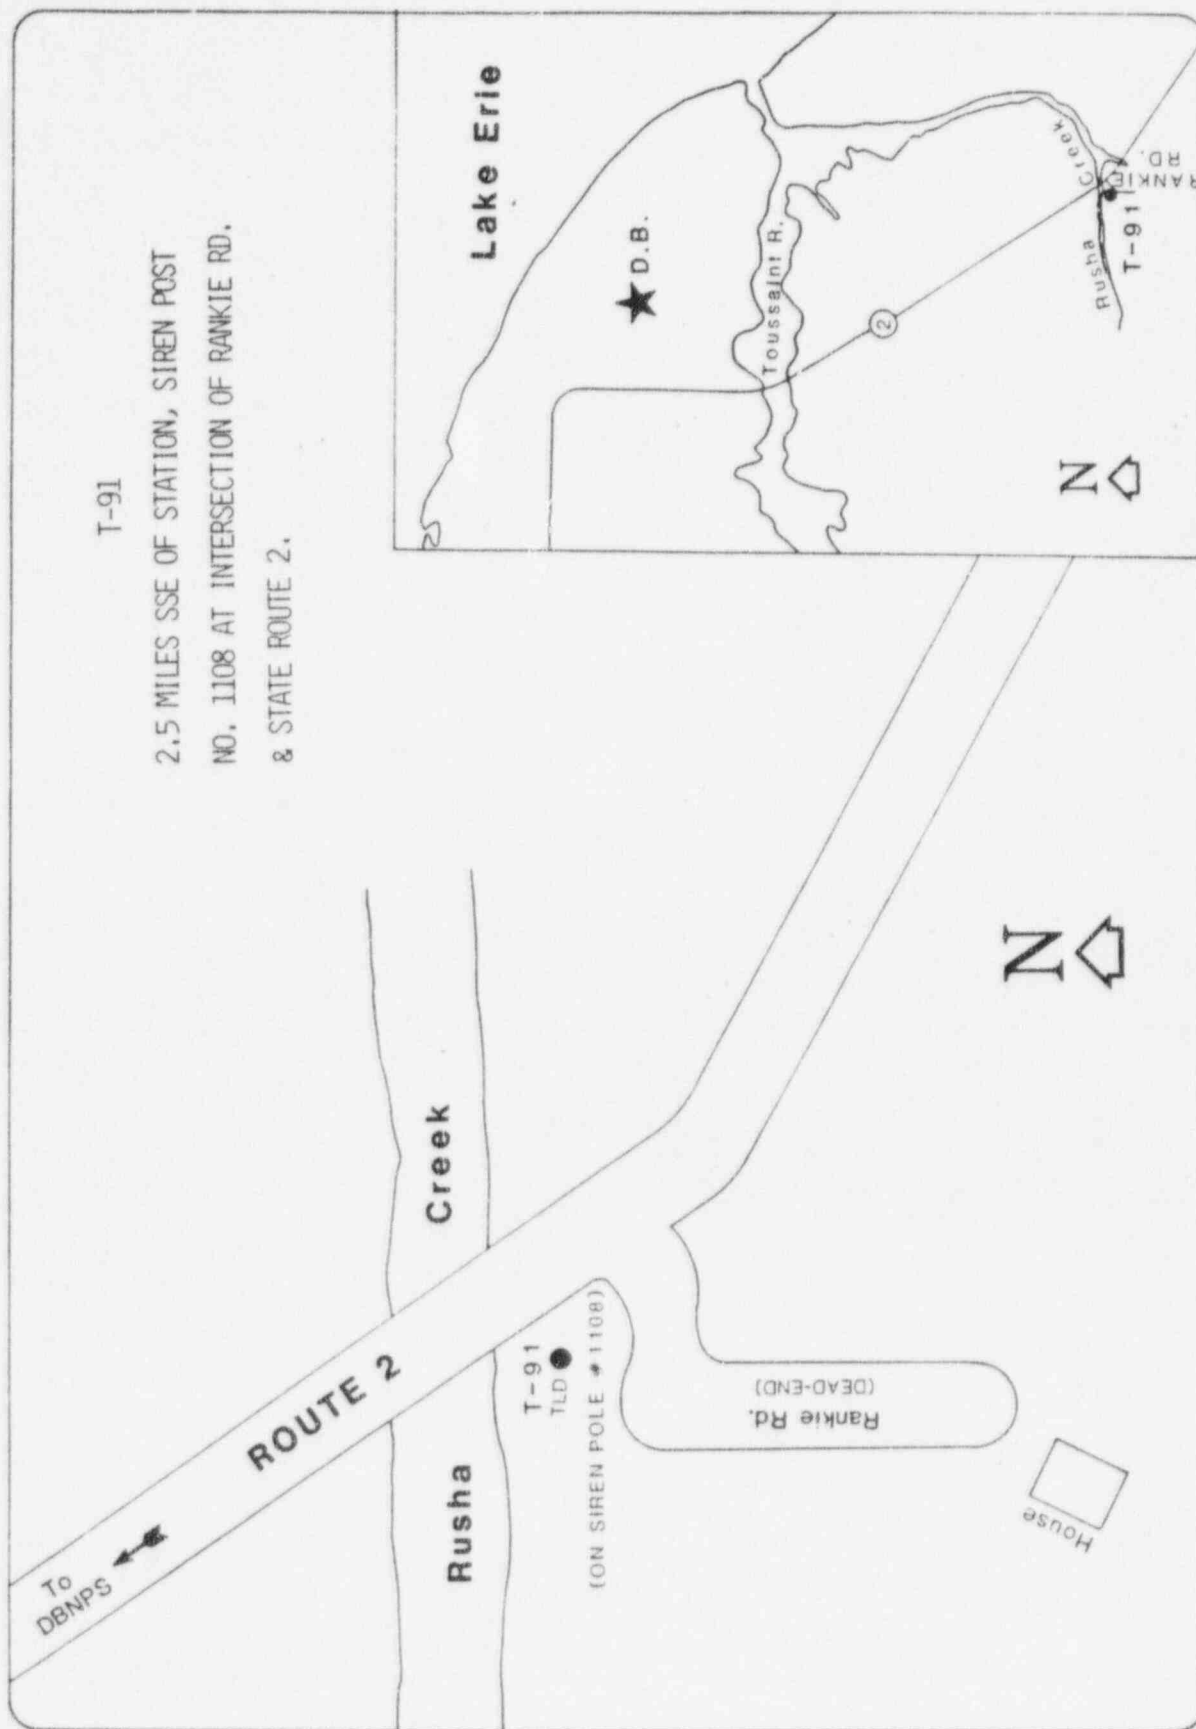 T-91
2.5 MILES SSE OF STATION, SIREN POST
NO. 1108 AT INTERSECTION OF RANKIE RD.
& STATE ROUTE 2.
To
DBNPS
ROUTE 2
Rusha
Creek
T-91
TLD
(ON SIREN POLE #1108)
Rankie Rd.
(DEAD-END)
House
N
Lake Erie
D.B.
Toussaint R.
2
Rusha
Creek
T-91
RANKIE
RD.
N